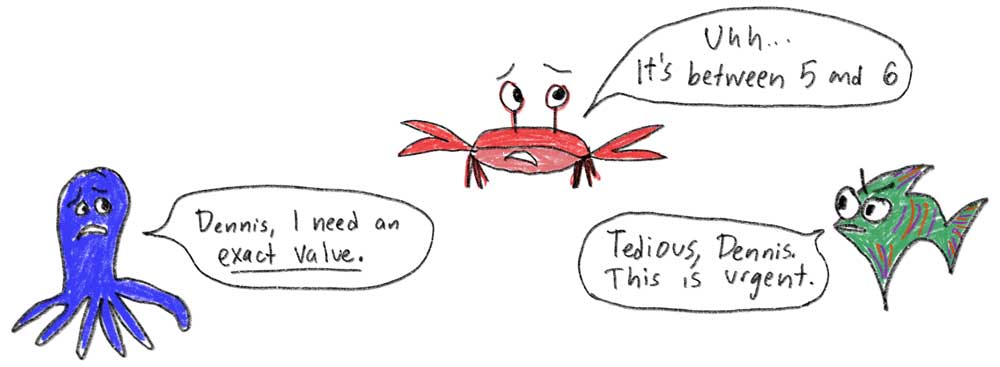 Uhh...
It's between 5 and 6
Dennis, I need an
exact value.
Tedious, Dennis.
This is urgent.